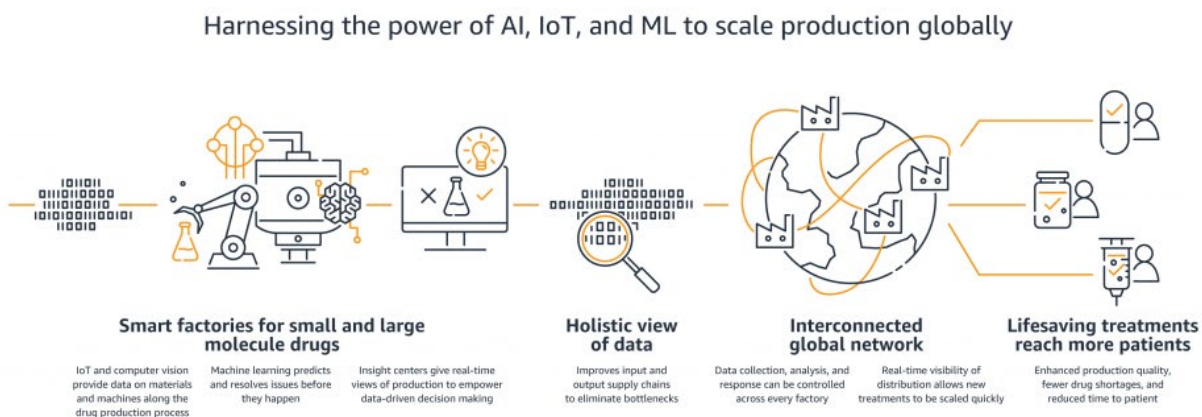 Harnessing the power of AI, IoT, and ML to scale production globally
Smart factories for small and large
molecule drugs
IoT and computer vision
provide data on materials
and machines along the
drug production process
Machine learning predicts
and resolves issues before
they happen
Insight centers give real-time
views of production to empower
data-driven decision making
Holistic view
of data
Improves input and
output supply chains
to eliminate bottlenecks
Interconnected
global network
Data collection, analysis, and
response can be controlled
across every factory
Real-time visibility of
distribution allows new
treatments to be scaled quickly
Lifesaving treatments
reach more patients
Enhanced production quality,
fewer drug shortages, and
reduced time to patient